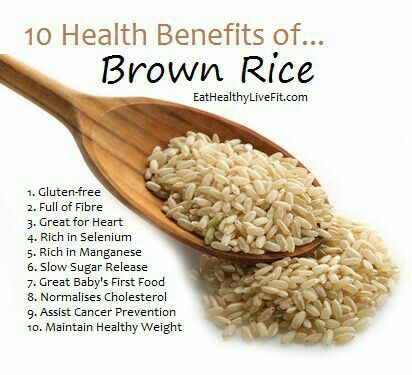 10 Health Benefits of...
Brown Rice
EatHealthyLiveFit.com
1. Gluten-free
2. Full of Fibre
3. Great for Heart
4. Rich in Selenium
5. Rich in Manganese
6. Slow Sugar Release
7. Great Baby's First Food
8. Normalises Cholesterol
9. Assist Cancer Prevention
10. Maintain Healthy Weight